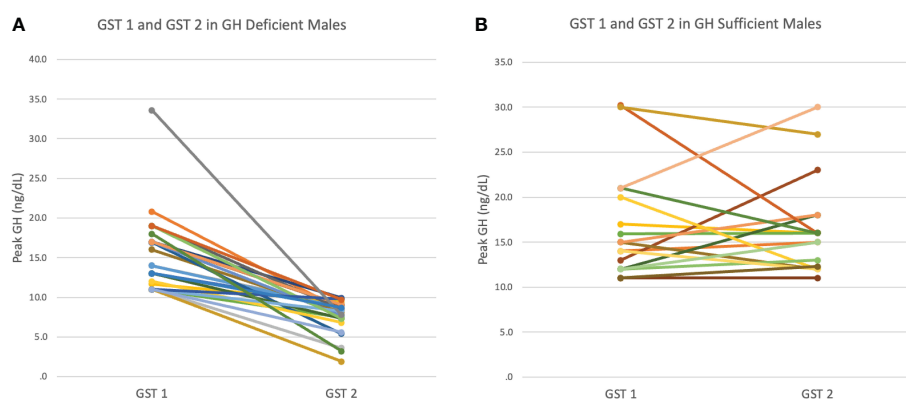 A
GST 1 and GST 2 in GH Deficient Males
40.0
35.0
30.0
25.0
20.0
15.0
10.0
5.0
.0
Peak GH (ng/dL)
GST 1
GST 2
B
GST 1 and GST 2 in GH Sufficient Males
35.0
30.0
25.0
20.0
15.0
10.0
5.0
.0
Peak GH (ng/dL)
GST 1
GST 2